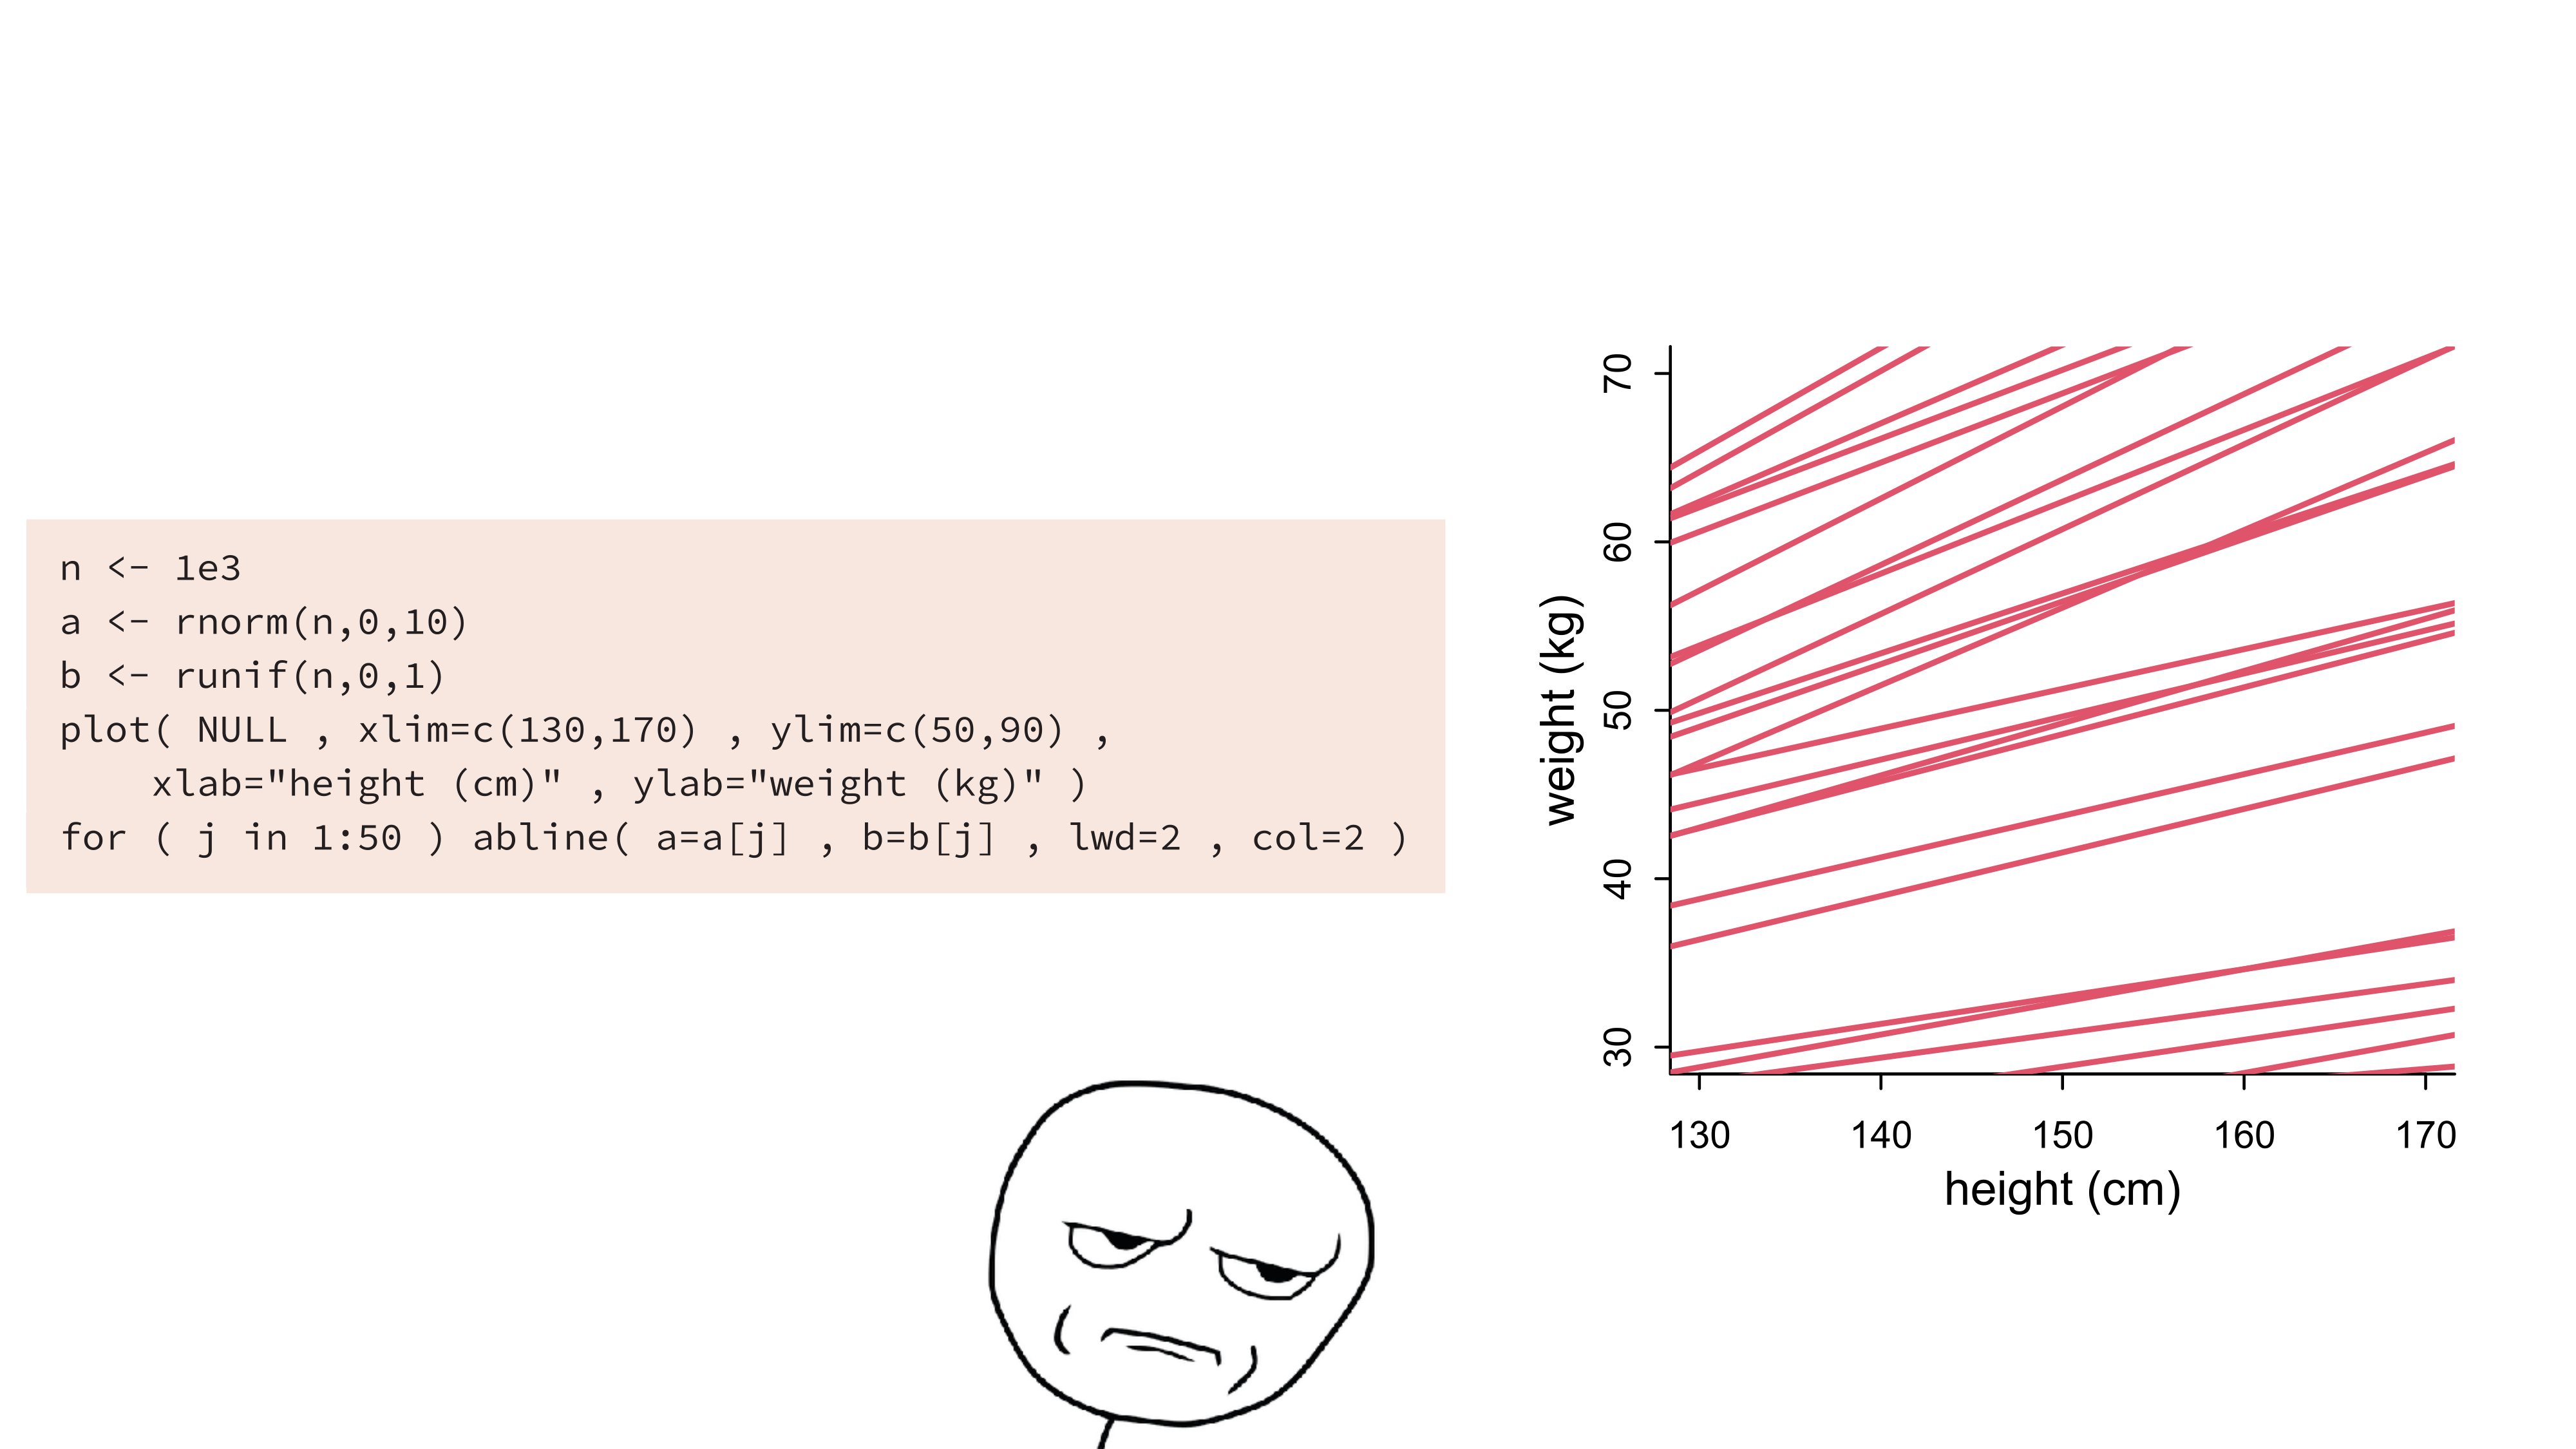 n <- 1e3
a <- rnorm(n,0,10)
b <- runif(n,0,1)
plot( NULL , xlim=c(130,170) , ylim=c(50,90) ,
    xlab="height (cm)" , ylab="weight (kg)" )
for ( j in 1:50 ) abline( a=a[j] , b=b[j] , lwd=2 , col=2 )
weight (kg)
70
60
50
40
30
130 140 150 160 170
height (cm)